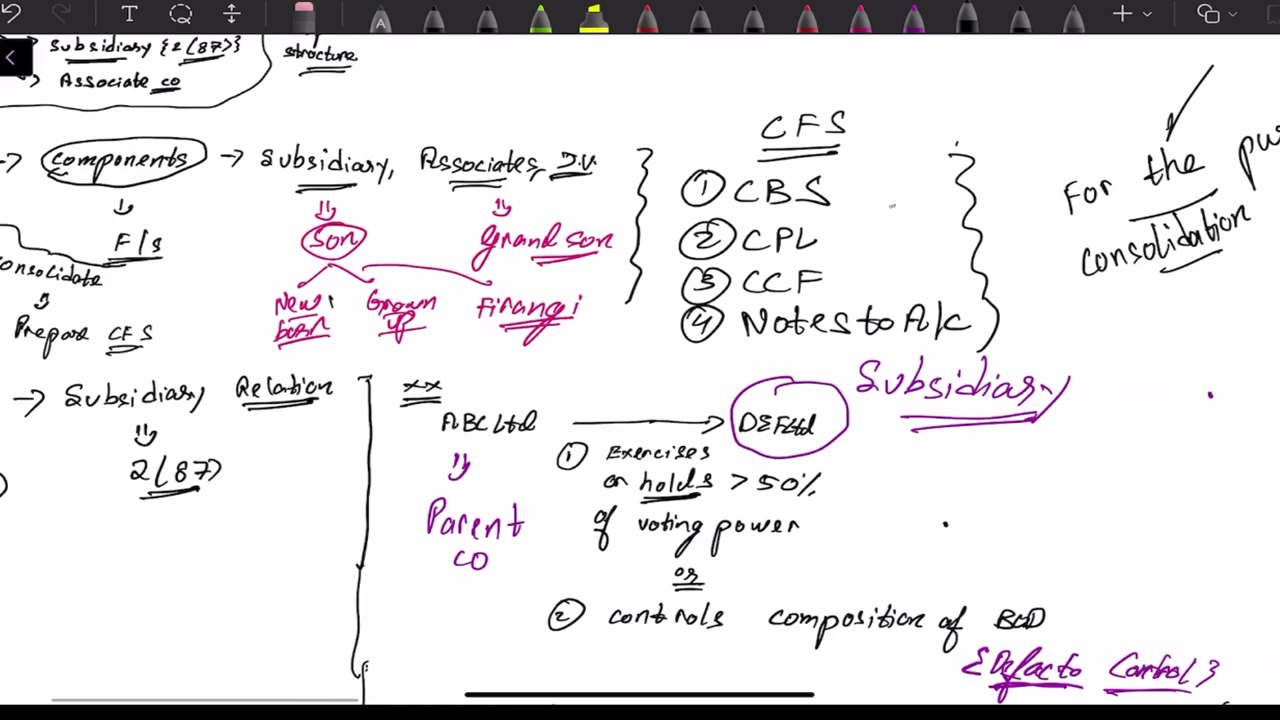 Subsidiary {2(87)}
structure
Associate co
CFS
components → Subsidiary, Associates, J.V.
① CBS
For the
consolidation
F/S
Son
Grand son
② CPL
consolidate
③ CCF
New born
Grown up
Firangi
④ Notes to A/c
Prepare CFS
→ Subsidiary Relation
xx
Subsidiary
ABC Ltd → DEF Ltd
2(87)
① Exercises
or holds > 50%
Parent
co
of voting power
or
② controls composition of BOD
{Defacto Control}